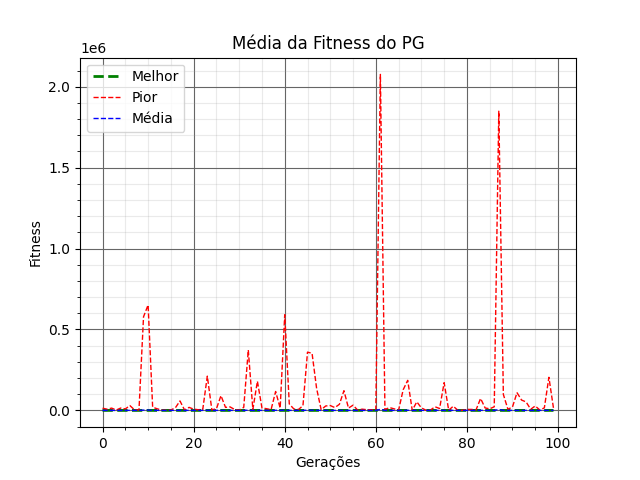 Média da Fitness do PG
1e6
Melhor
Pior
Média
2.0
1.5
1.0
0.5
0.0
Fitness
0 20 40 60 80 100
Gerações